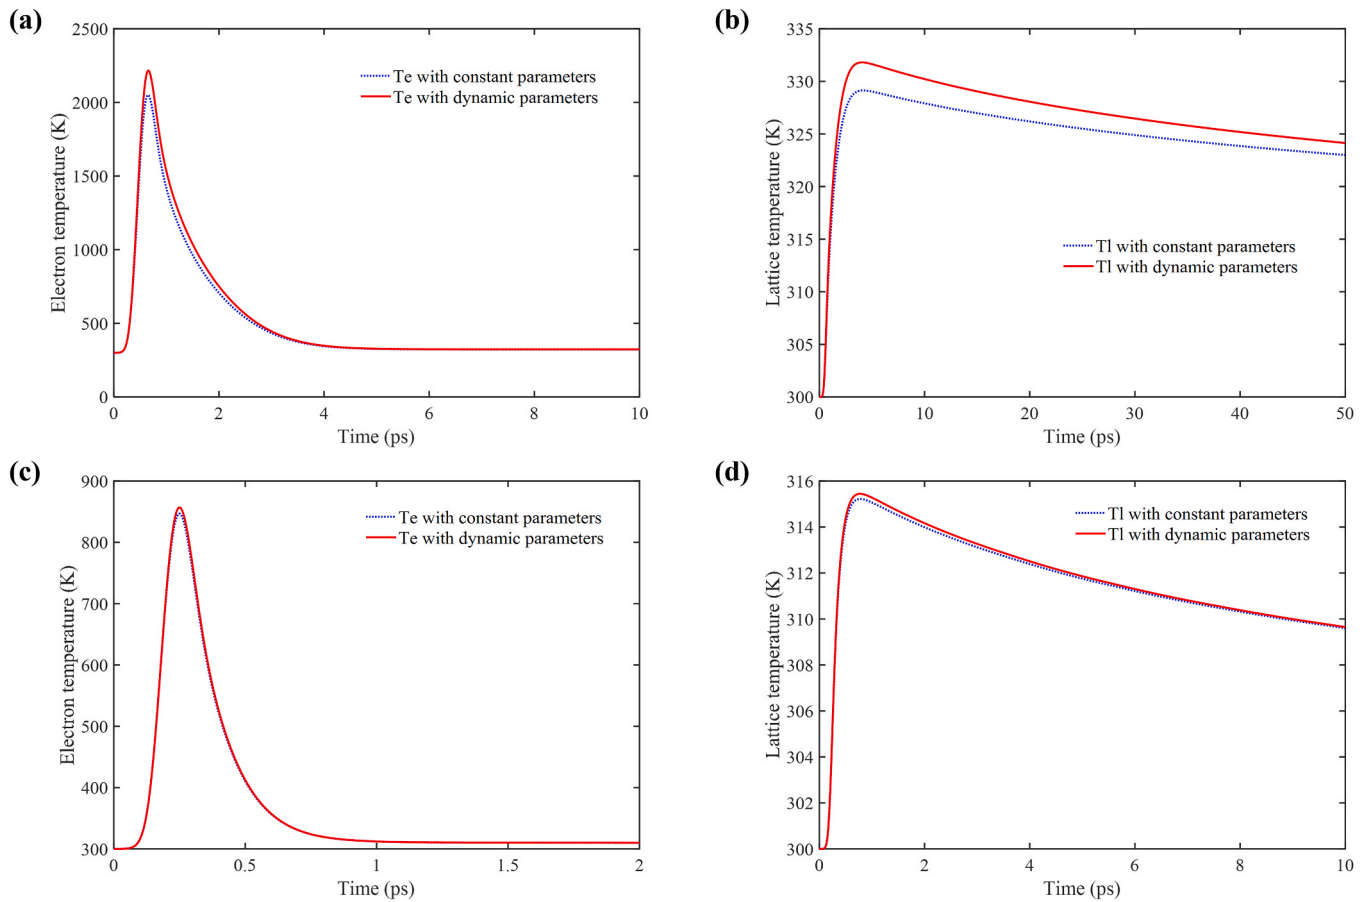 (a)
2500
2000
1500
1000
500
0
Electron temperature (K)
Te with constant parameters
Te with dynamic parameters
0 2 4 6 8 10
Time (ps)
(b)
335
330
325
320
315
310
305
300
Lattice temperature (K)
Tl with constant parameters
Tl with dynamic parameters
0 10 20 30 40 50
Time (ps)
(c)
900
800
700
600
500
400
300
Electron temperature (K)
Te with constant parameters
Te with dynamic parameters
0 0.5 1 1.5 2
Time (ps)
(d)
316
314
312
310
308
306
304
302
300
Lattice temperature (K)
Tl with constant parameters
Tl with dynamic parameters
0 2 4 6 8 10
Time (ps)